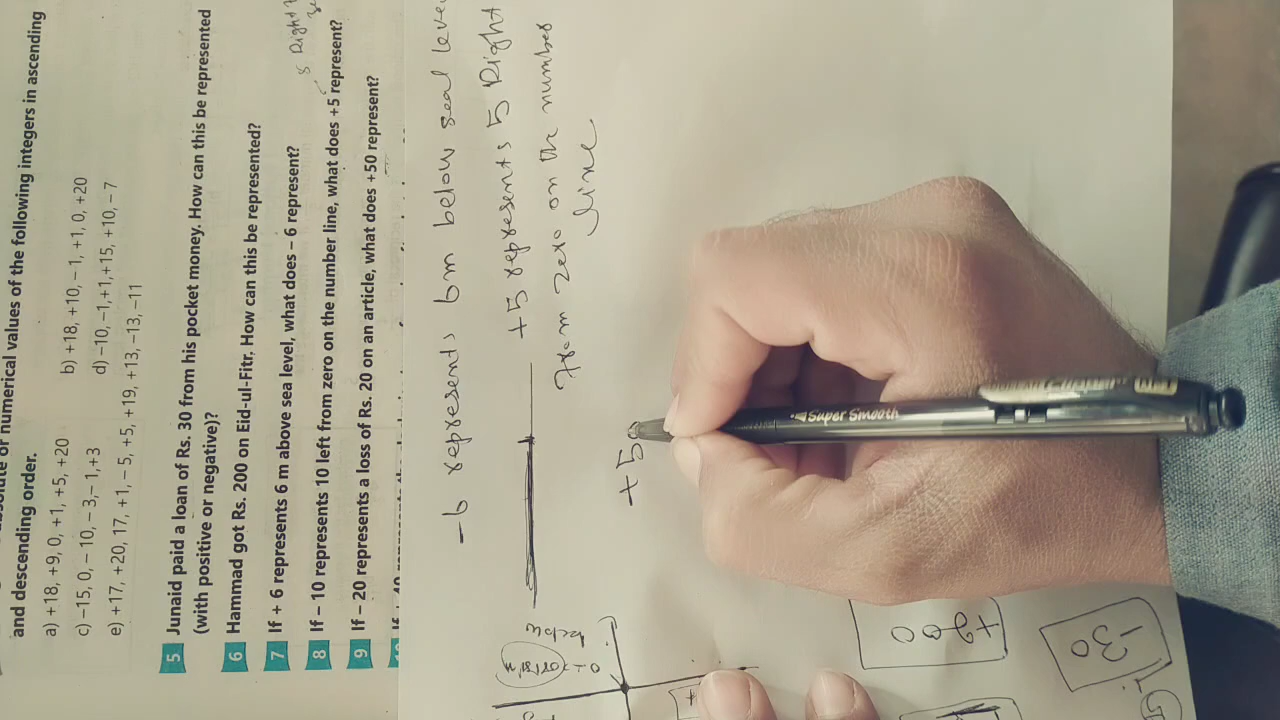 and descending order.
a) +18, +9, 0, +1, +5, +20
b) +18, +10, −1, +1, 0, +20
c) −15, 0, −10, −3,−1,+3
d) −10, −1,+1,+15, +10, −7
e) +17, +20, 17, +1,− 5, +5, +19, +13, −13, −11
5 Junaid paid a loan of Rs. 30 from his pocket money. How can this be represented
(with positive or negative)?
6 Hammad got Rs. 200 on Eid-ul-Fitr. How can this be represented?
7 If + 6 represents 6 m above sea level, what does − 6 represent?
8 If − 10 represents 10 left from zero on the number line, what does +5 represent?
9 If − 20 represents a loss of Rs. 20 on an article, what does +50 represent?
-6 represents 6m below seal
+5 represents 5 Right
from zero on the number
line
+5
+200
-30
5
Super Smooth